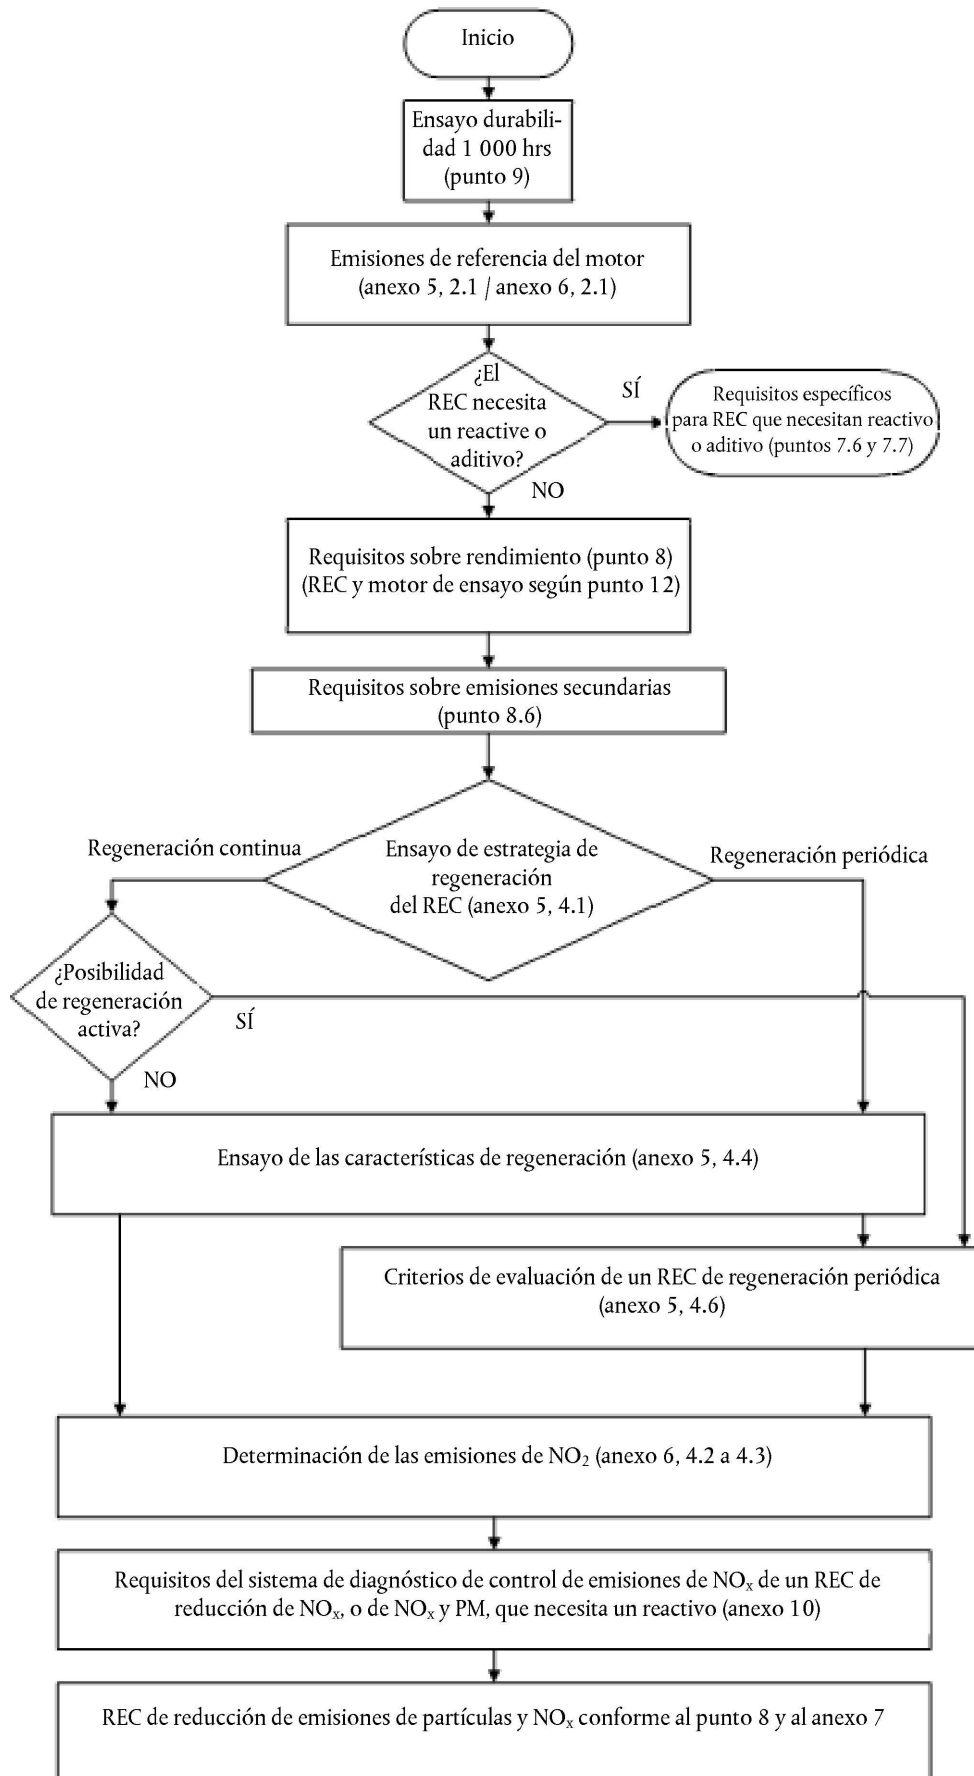 Inicio
Ensayo durabili-
dad 1 000 hrs
(punto 9)
Emisiones de referencia del motor
(anexo 5, 2.1 / anexo 6, 2.1)
¿El
REC necesita
un reactive o
aditivo?
SÍ
Requisitos específicos
para REC que necesitan reactivo
o aditivo (puntos 7.6 y 7.7)
NO
Requisitos sobre rendimiento (punto 8)
(REC y motor de ensayo según punto 12)
Requisitos sobre emisiones secundarias
(punto 8.6)
Regeneración continua
Ensayo de estrategia de
regeneración
del REC (anexo 5, 4.1)
Regeneración periódica
¿Posibilidad
de regeneración
activa?
SÍ
NO
Ensayo de las características de regeneración (anexo 5, 4.4)
Criterios de evaluación de un REC de regeneración periódica
(anexo 5, 4.6)
Determinación de las emisiones de NO₂ (anexo 6, 4.2 a 4.3)
Requisitos del sistema de diagnóstico de control de emisiones de NOₓ de un REC de
reducción de NOₓ, o de NOₓ y PM, que necesita un reactivo (anexo 10)
REC de reducción de emisiones de partículas y NOₓ conforme al punto 8 y al anexo 7